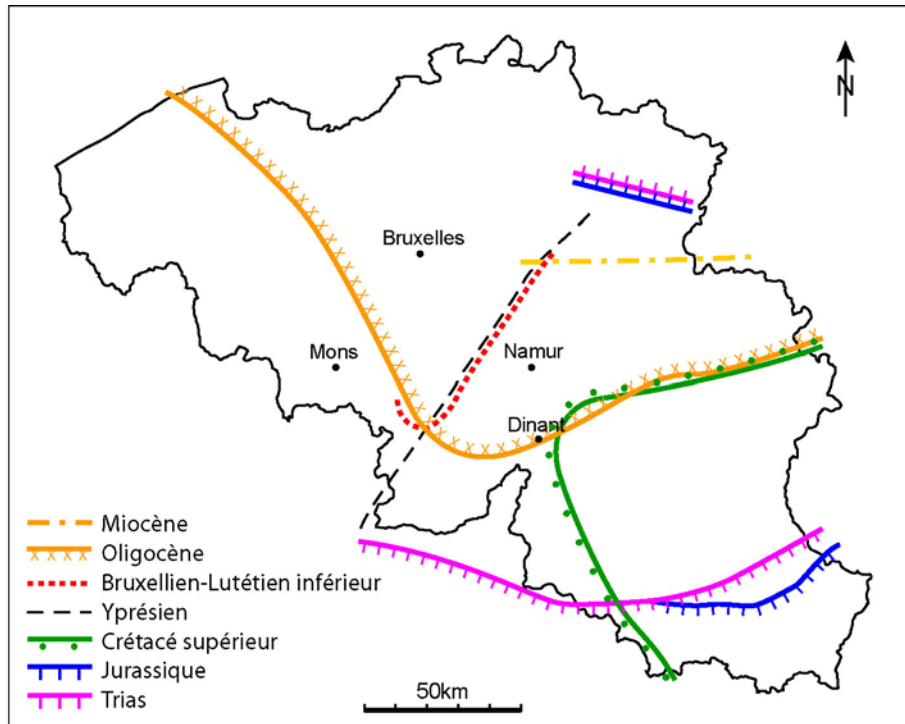 N
Bruxelles
Mons
Namur
Dinant
Miocène
Oligocène
Bruxellien-Lutétien inférieur
Yprésien
Crétacé supérieur
Jurassique
Trias
50km